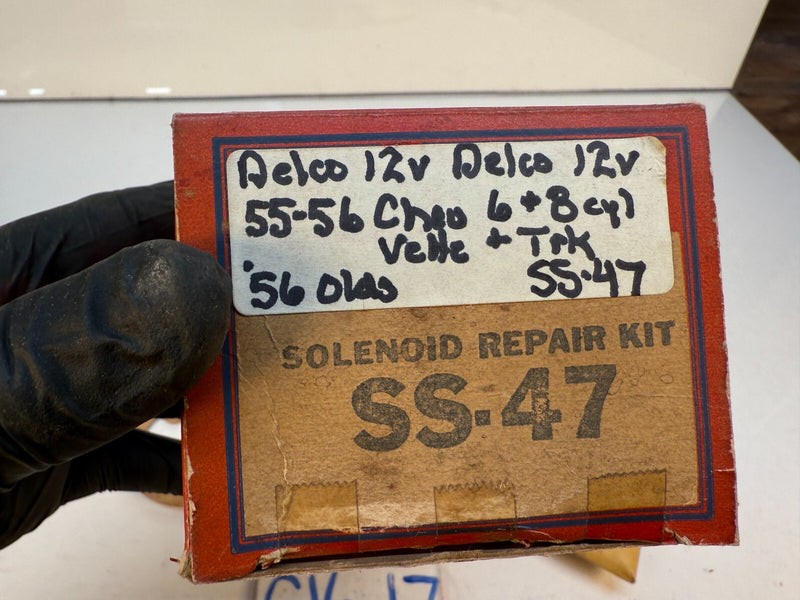 Delco 12v Delco 12v
55-56 Chev 6+8 cyl
Vette + Trk
'56 Olds SS-47
SOLENOID REPAIR KIT
SS-47